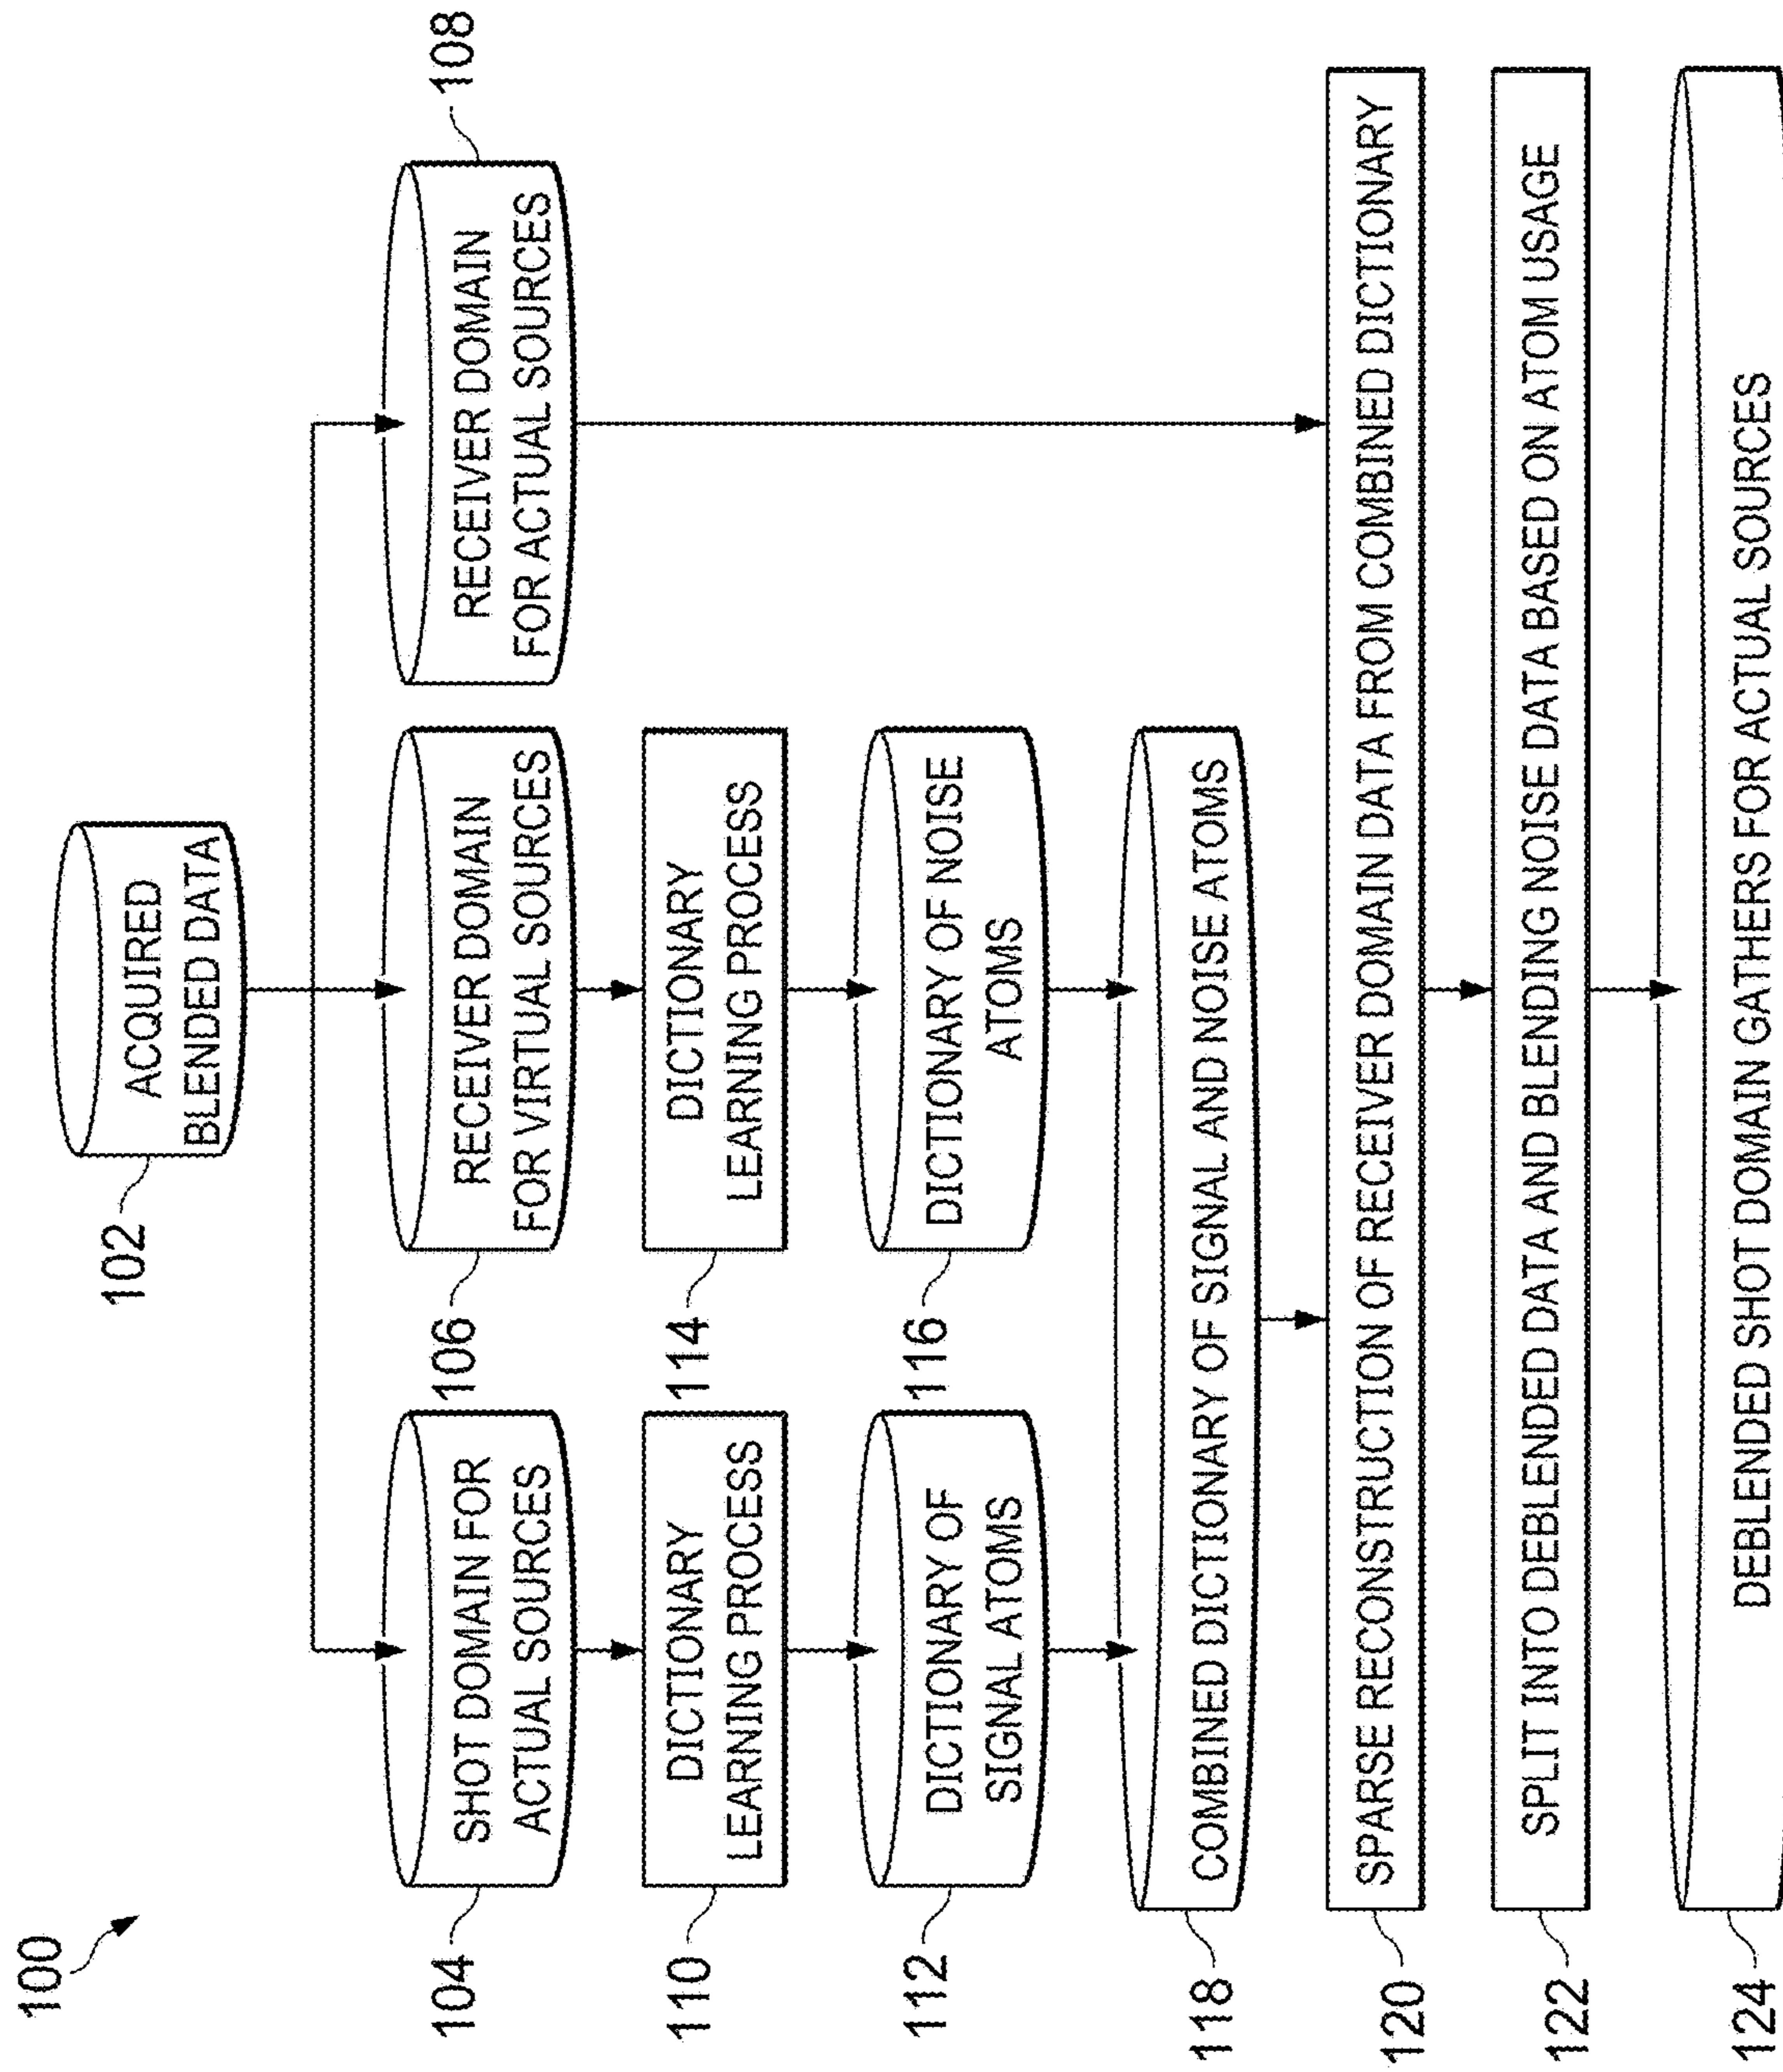 100
ACQUIRED
BLENDED DATA
102
SHOT DOMAIN FOR
ACTUAL SOURCES
104
RECEIVER DOMAIN
FOR VIRTUAL SOURCES
106
RECEIVER DOMAIN
FOR ACTUAL SOURCES
108
DICTIONARY
LEARNING PROCESS
110
DICTIONARY
LEARNING PROCESS
114
DICTIONARY OF
SIGNAL ATOMS
112
DICTIONARY OF NOISE
ATOMS
116
COMBINED DICTIONARY OF SIGNAL AND NOISE ATOMS
118
SPARSE RECONSTRUCTION OF RECEIVER DOMAIN DATA FROM COMBINED DICTIONARY
120
SPLIT INTO DEBLENDED DATA AND BLENDING NOISE DATA BASED ON ATOM USAGE
122
DEBLENDED SHOT DOMAIN GATHERS FOR ACTUAL SOURCES
124